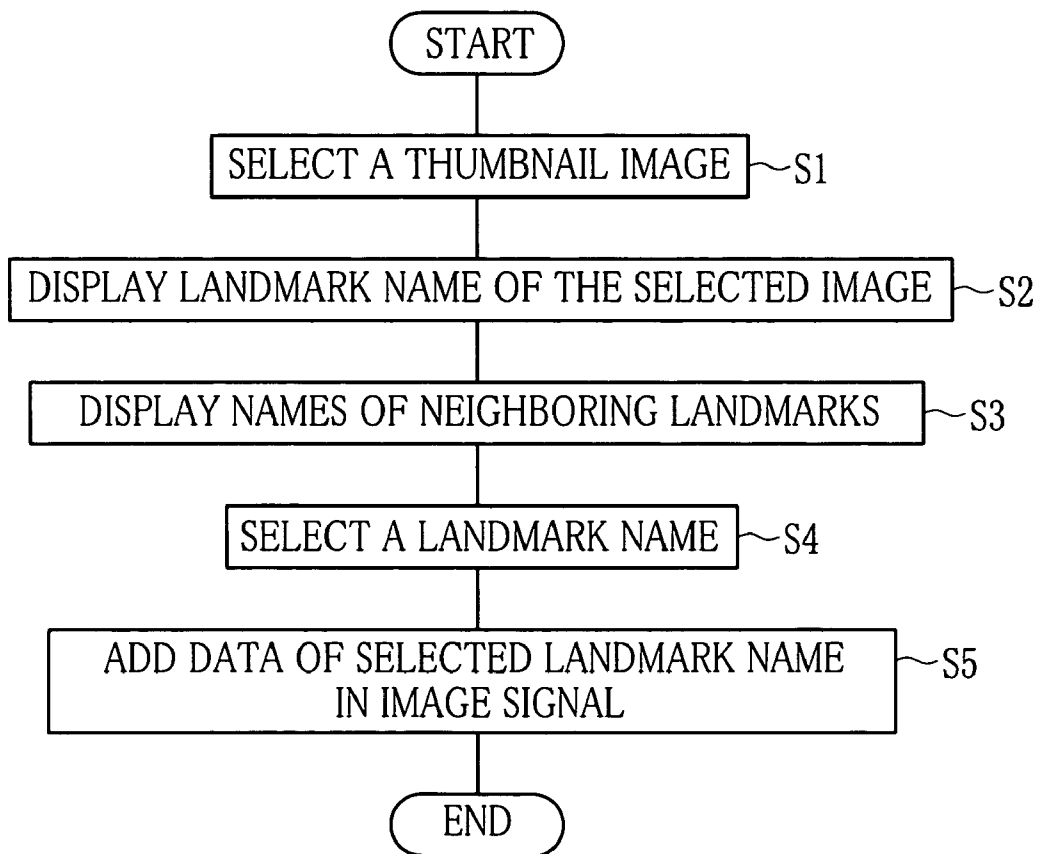 START
SELECT A THUMBNAIL IMAGE
S1
DISPLAY LANDMARK NAME OF THE SELECTED IMAGE
S2
DISPLAY NAMES OF NEIGHBORING LANDMARKS
S3
SELECT A LANDMARK NAME
S4
ADD DATA OF SELECTED LANDMARK NAME
IN IMAGE SIGNAL
S5
END